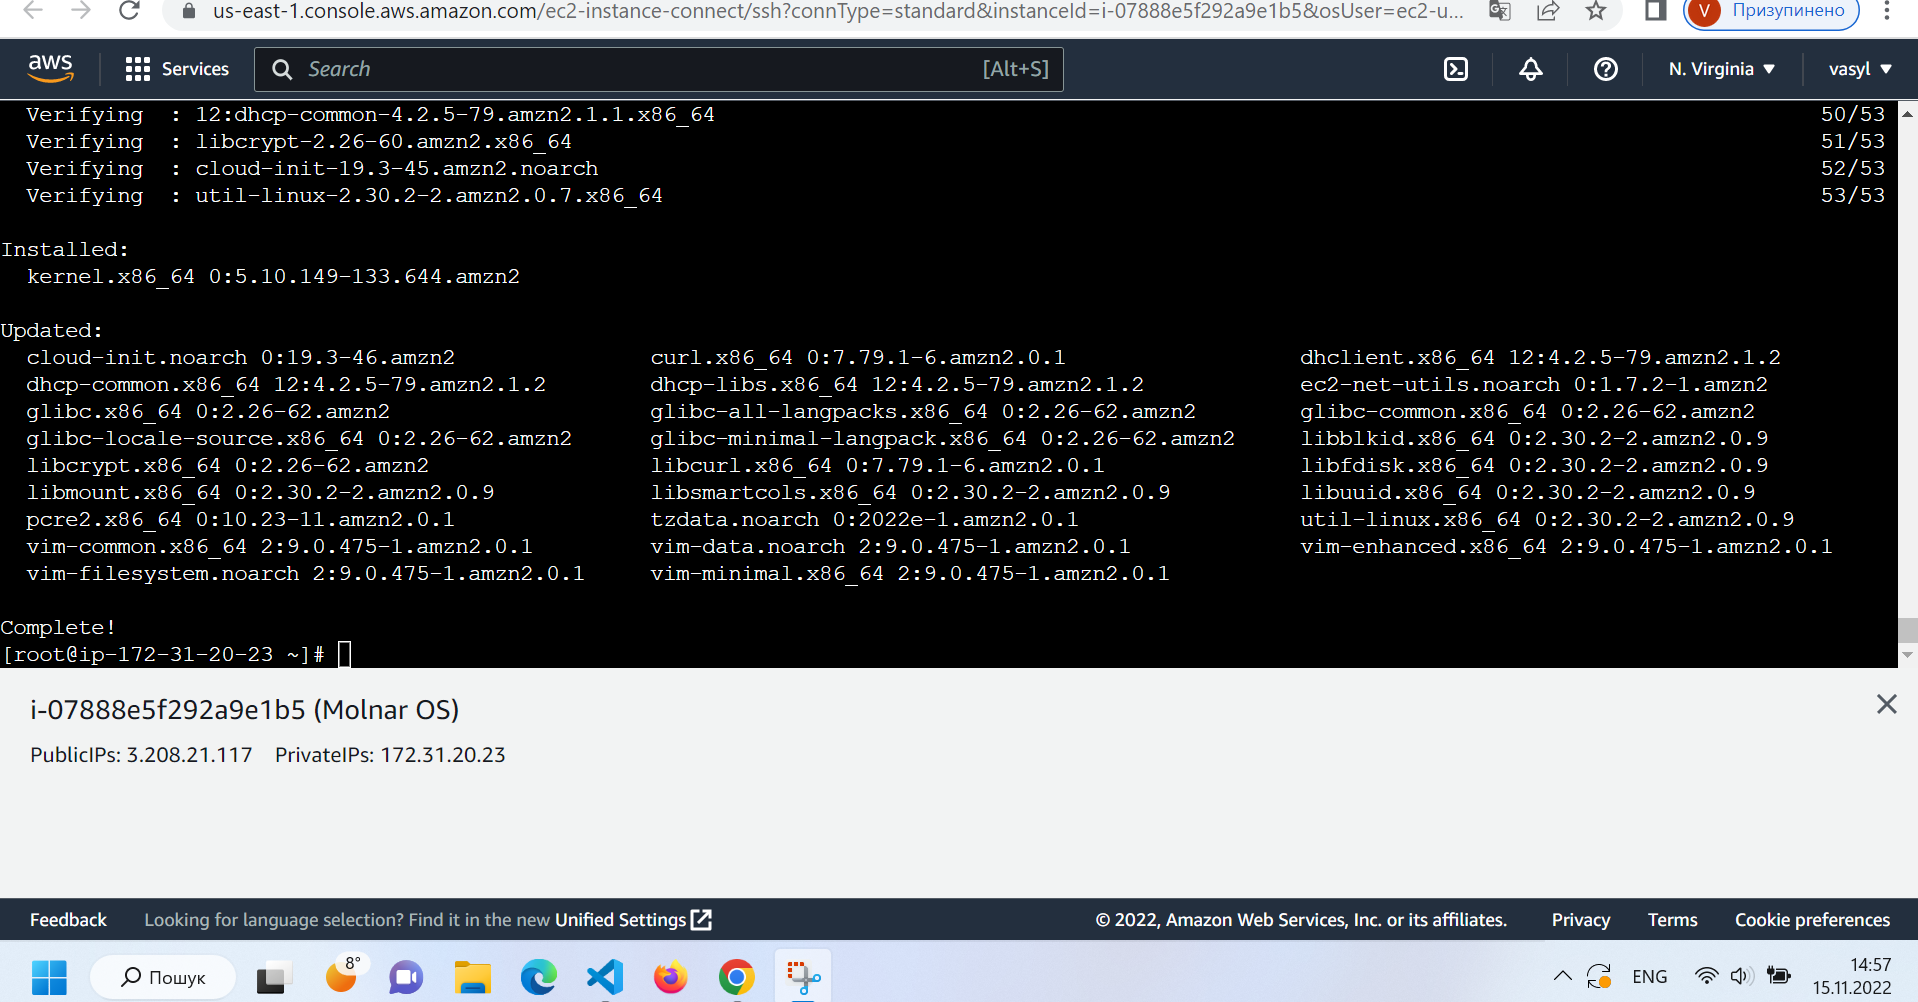 us-east-1.console.aws.amazon.com/ec2-instance-connect/ssh?connType=standard&instanceId=i-07888e5f292a9e1b5&osUser=ec2-u... V Призупинено
aws Services Search [Alt+S] N. Virginia ▼ vasyl ▼
Verifying : 12:dhcp-common-4.2.5-79.amzn2.1.1.x86_64 50/53
Verifying : libcrypt-2.26-60.amzn2.x86_64 51/53
Verifying : cloud-init-19.3-45.amzn2.noarch 52/53
Verifying : util-linux-2.30.2-2.amzn2.0.7.x86_64 53/53
Installed:
kernel.x86_64 0:5.10.149-133.644.amzn2
Updated:
cloud-init.noarch 0:19.3-46.amzn2 curl.x86_64 0:7.79.1-6.amzn2.0.1 dhclient.x86_64 12:4.2.5-79.amzn2.1.2
dhcp-common.x86_64 12:4.2.5-79.amzn2.1.2 dhcp-libs.x86_64 12:4.2.5-79.amzn2.1.2 ec2-net-utils.noarch 0:1.7.2-1.amzn2
glibc.x86_64 0:2.26-62.amzn2 glibc-all-langpacks.x86_64 0:2.26-62.amzn2 glibc-common.x86_64 0:2.26-62.amzn2
glibc-locale-source.x86_64 0:2.26-62.amzn2 glibc-minimal-langpack.x86_64 0:2.26-62.amzn2 libblkid.x86_64 0:2.30.2-2.amzn2.0.9
libcrypt.x86_64 0:2.26-62.amzn2 libcurl.x86_64 0:7.79.1-6.amzn2.0.1 libfdisk.x86_64 0:2.30.2-2.amzn2.0.9
libmount.x86_64 0:2.30.2-2.amzn2.0.9 libsmartcols.x86_64 0:2.30.2-2.amzn2.0.9 libuuid.x86_64 0:2.30.2-2.amzn2.0.9
pcre2.x86_64 0:10.23-11.amzn2.0.1 tzdata.noarch 0:2022e-1.amzn2.0.1 util-linux.x86_64 0:2.30.2-2.amzn2.0.9
vim-common.x86_64 2:9.0.475-1.amzn2.0.1 vim-data.noarch 2:9.0.475-1.amzn2.0.1 vim-enhanced.x86_64 2:9.0.475-1.amzn2.0.1
vim-filesystem.noarch 2:9.0.475-1.amzn2.0.1 vim-minimal.x86_64 2:9.0.475-1.amzn2.0.1
Complete!
[root@ip-172-31-20-23 ~]#
i-07888e5f292a9e1b5 (Molnar OS)
PublicIPs: 3.208.21.117 PrivateIPs: 172.31.20.23
Feedback Looking for language selection? Find it in the new Unified Settings © 2022, Amazon Web Services, Inc. or its affiliates. Privacy Terms Cookie preferences
Пошук 8° ENG 14:57
15.11.2022